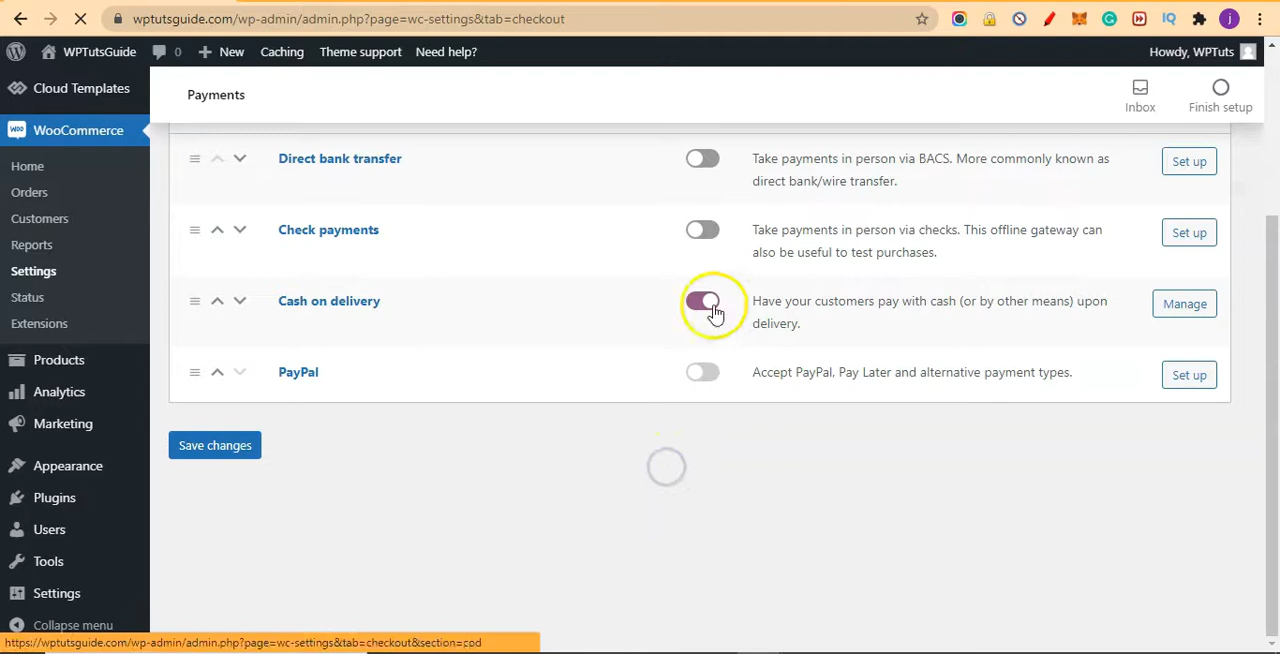 wptutsguide.com/wp-admin/admin.php?page=wc-settings&tab=checkout
IQ
j
WPTutsGuide 0 New Caching Theme support Need help? Howdy, WPTuts
Cloud Templates
WooCommerce
Home
Orders
Customers
Reports
Settings
Status
Extensions
Products
Analytics
Marketing
Appearance
Plugins
Users
Tools
Settings
Collapse menu
Payments
Inbox
Finish setup
Direct bank transfer
Take payments in person via BACS. More commonly known as
direct bank/wire transfer.
Set up
Check payments
Take payments in person via checks. This offline gateway can
also be useful to test purchases.
Set up
Cash on delivery
Have your customers pay with cash (or by other means) upon
delivery.
Manage
PayPal
Accept PayPal, Pay Later and alternative payment types.
Set up
Save changes
https://wptutsguide.com/wp-admin/admin.php?page=wc-settings&tab=checkout&section=cod